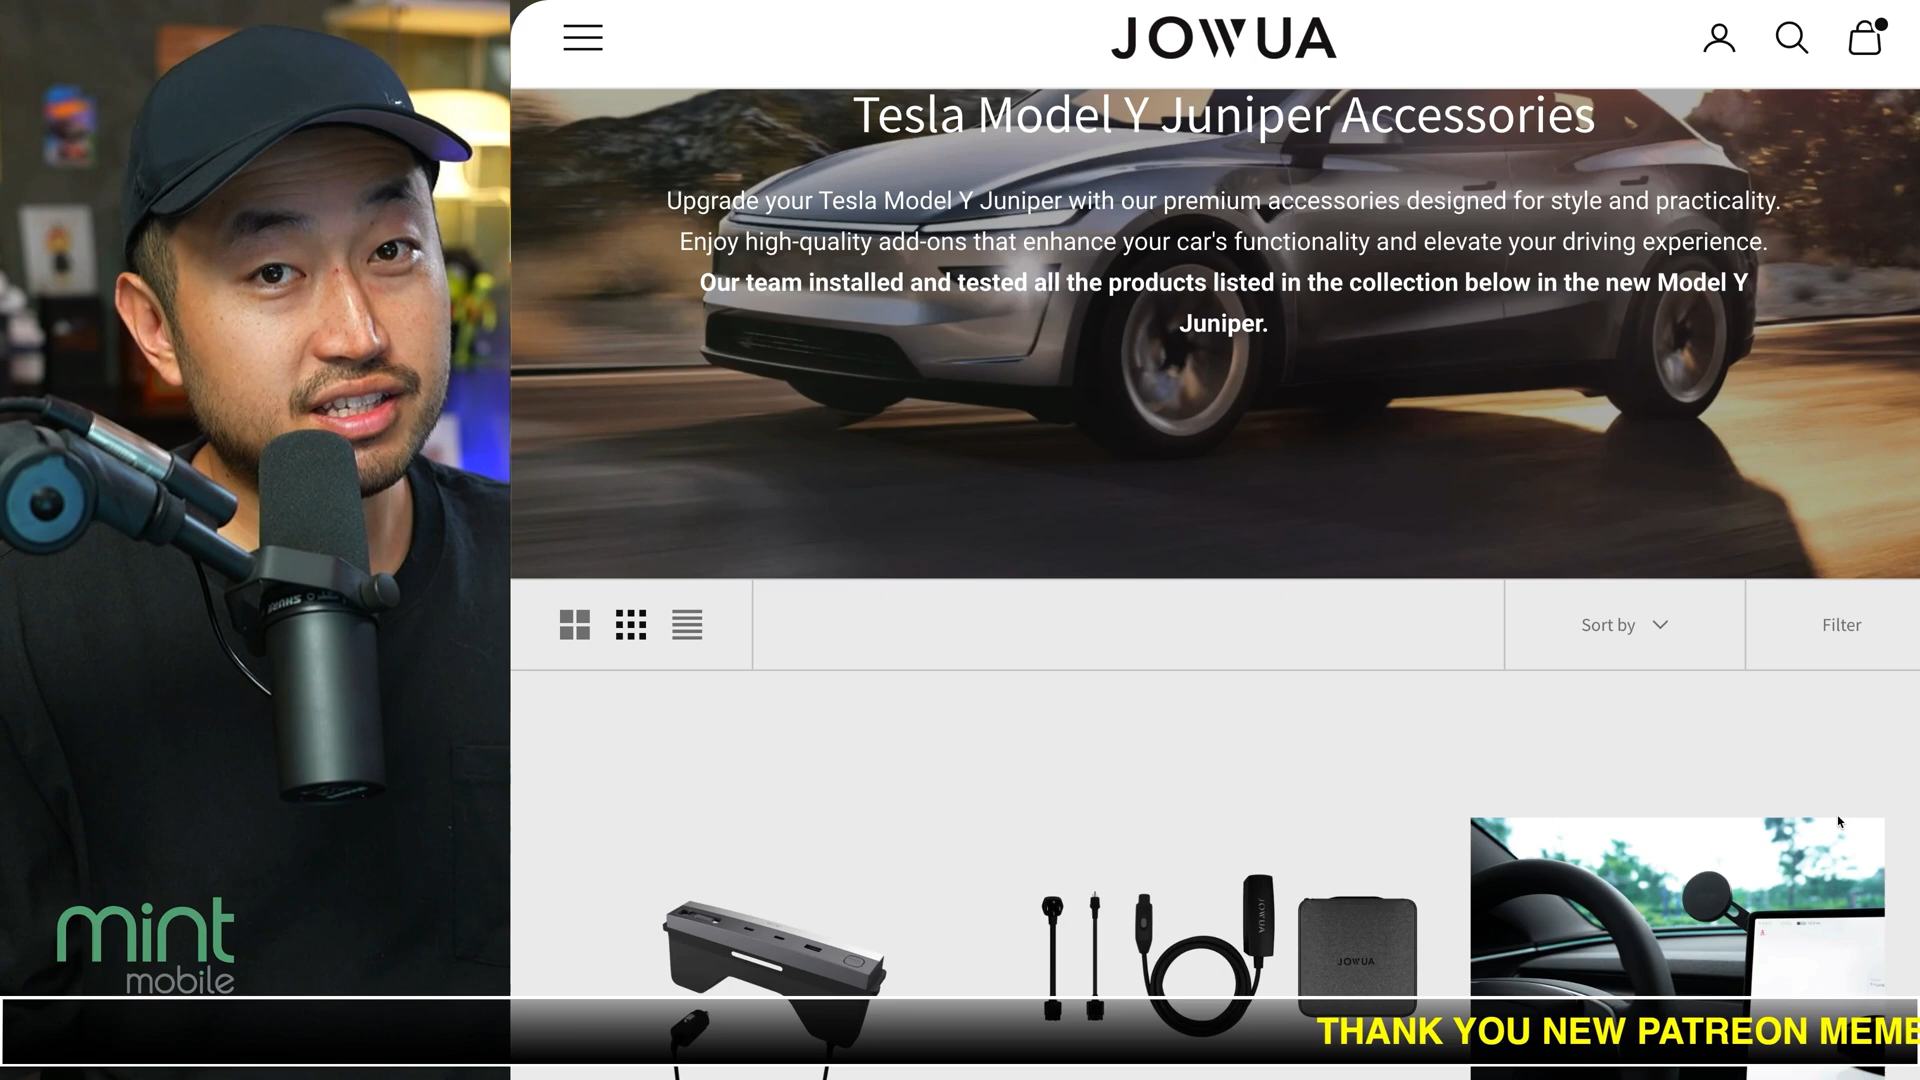 JOWUA
Tesla Model Y Juniper Accessories
Upgrade your Tesla Model Y Juniper with our premium accessories designed for style and practicality.
Enjoy high-quality add-ons that enhance your car's functionality and elevate your driving experience.
Our team installed and tested all the products listed in the collection below in the new Model Y
Juniper.
Sort by
Filter
SHURE
JOWUA
JOWUA
mint
mobile
THANK YOU NEW PATREON MEME